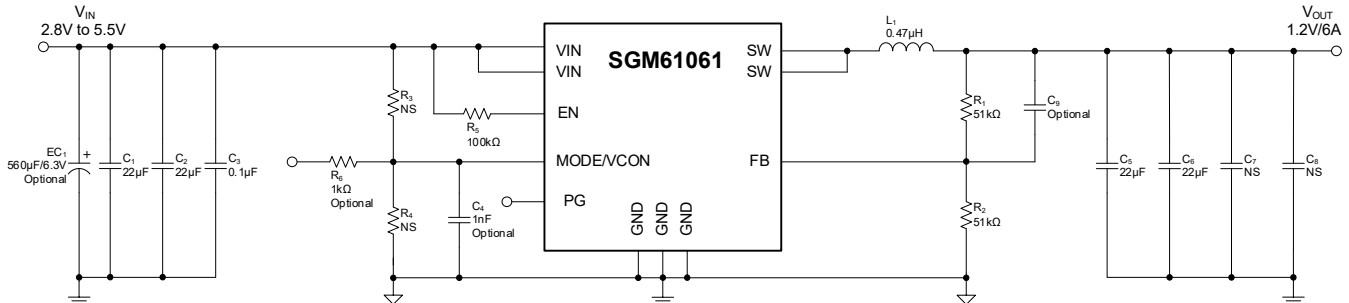 V_IN
2.8V to 5.5V
V_OUT
1.2V/6A
SGM61061
VIN
VIN
EN
MODE/VCON
PG
GND
GND
GND
SW
SW
FB
L1
0.47µH
R3
NS
R5
100kΩ
R6
1kΩ
Optional
R4
NS
C4
1nF
Optional
EC1
+
560µF/6.3V
Optional
C1
22µF
C2
22µF
C3
0.1µF
R1
51kΩ
C9
Optional
R2
51kΩ
C5
22µF
C6
22µF
C7
NS
C8
NS